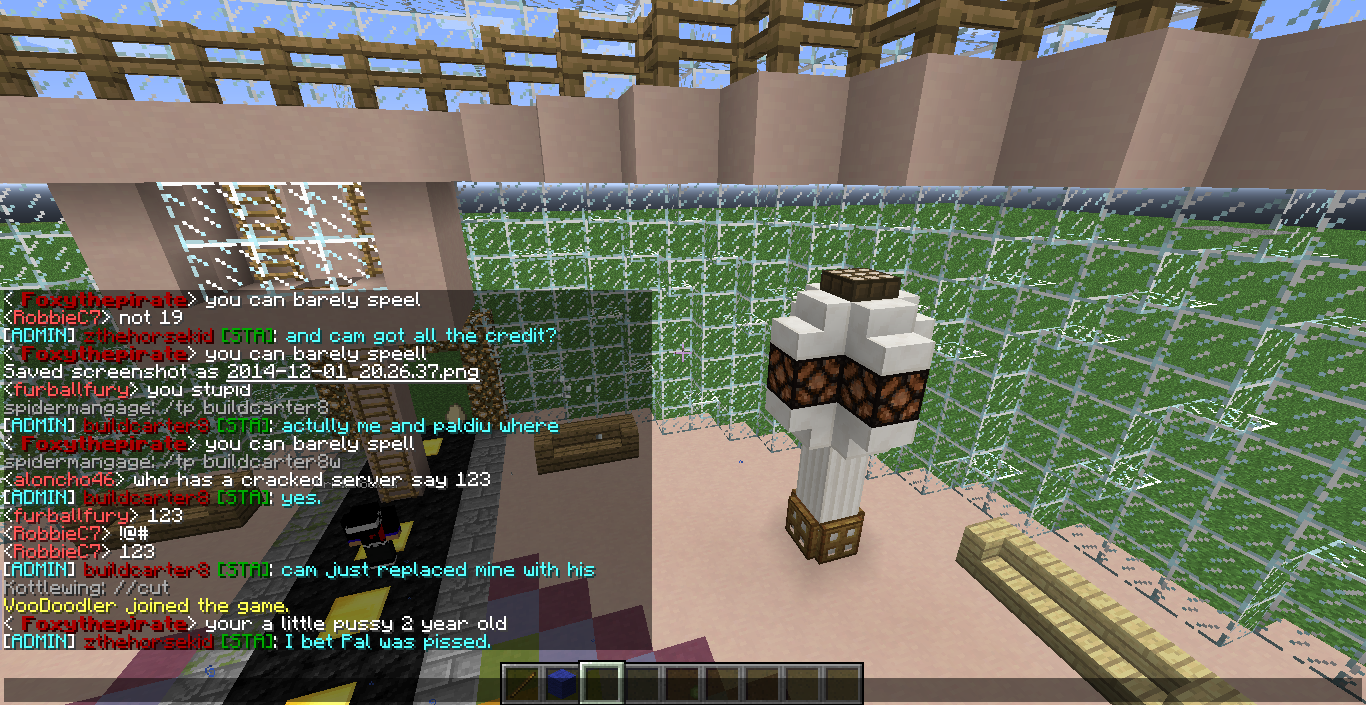 < Foxythepirate> you can barely speel
<RobbieC7> not 19
[ADMIN] zthehorsekid [STA]: and cam got all the credit?
< Foxythepirate> you can barely speell
Saved screenshot as 2014-12-01_20.26.37.png
<furballfury> you stupid
spidermangage: /tp buildcarter8
[ADMIN] buildcarter8 [STA]: actully me and paldiu where
< Foxythepirate> you can barely spell
spidermangage: /tp buildcarter8w
<aloncho46> who has a cracked server say 123
[ADMIN] buildcarter8 [STA]: yes.
<furballfury> 123
<RobbieC7> !@#
<RobbieC7> 123
[ADMIN] buildcarter8 [STA]: cam just replaced mine with his
Kottlewing: //cut
VooDoodler joined the game.
< Foxythepirate> your a little pussy 2 year old
[ADMIN] zthehorsekid [STA]: I bet Pal was pissed.